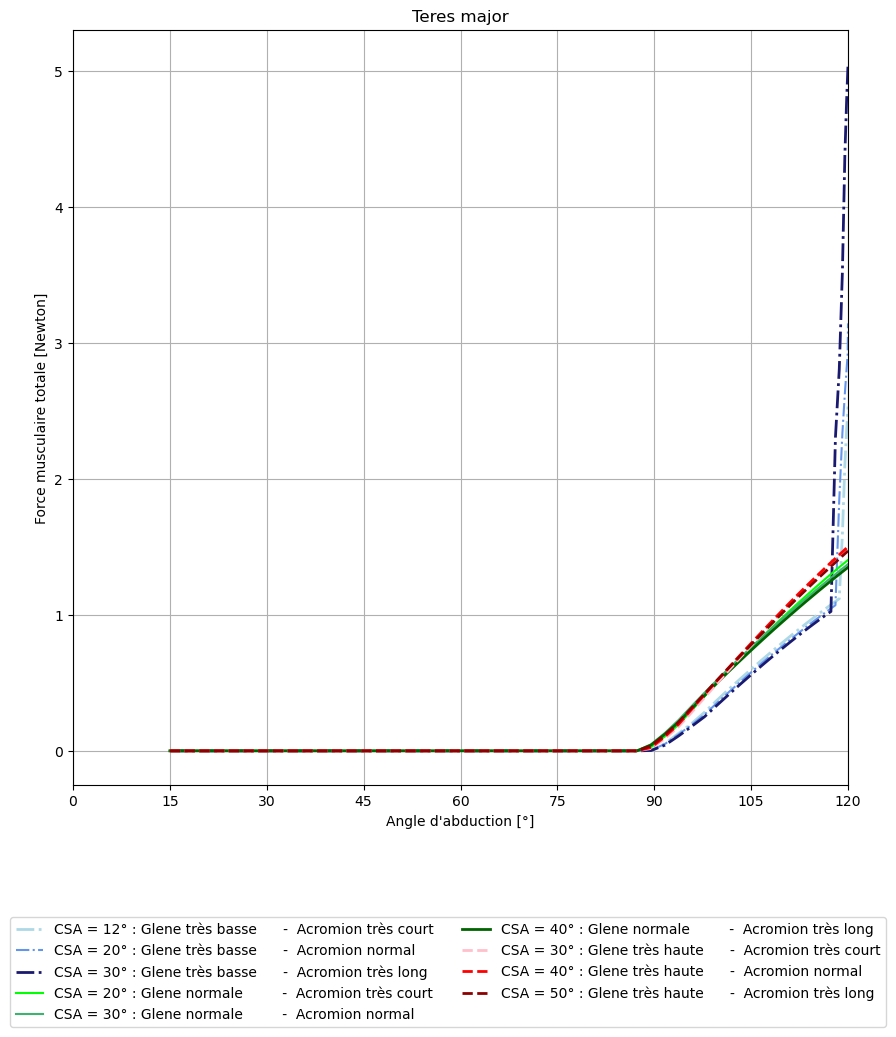 Teres major
5
4
3
2
1
0
Force musculaire totale [Newton]
0 15 30 45 60 75 90 105 120
Angle d'abduction [°]
CSA = 12° : Glene très basse - Acromion très court
CSA = 20° : Glene très basse - Acromion normal
CSA = 30° : Glene très basse - Acromion très long
CSA = 20° : Glene normale - Acromion très court
CSA = 30° : Glene normale - Acromion normal
CSA = 40° : Glene normale - Acromion très long
CSA = 30° : Glene très haute - Acromion très court
CSA = 40° : Glene très haute - Acromion normal
CSA = 50° : Glene très haute - Acromion très long